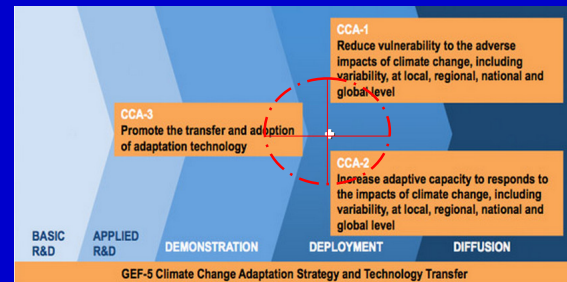 CCA-1
Reduce vulnerability to the adverse
impacts of climate change, including
variability, at local, regional, national and
global level
CCA-3
Promote the transfer and adoption
of adaptation technology
CCA-2
Increase adaptive capacity to responds to
the impacts of climate change, including
variability, at local, regional, national and
global level
BASIC
R&D
APPLIED
R&D
DEMONSTRATION
DEPLOYMENT
DIFFUSION
GEF-5 Climate Change Adaptation Strategy and Technology Transfer